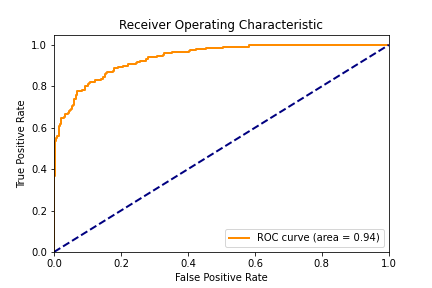 Receiver Operating Characteristic
1.0
0.8
0.6
0.4
0.2
0.0
True Positive Rate
ROC curve (area = 0.94)
0.0 0.2 0.4 0.6 0.8 1.0
False Positive Rate